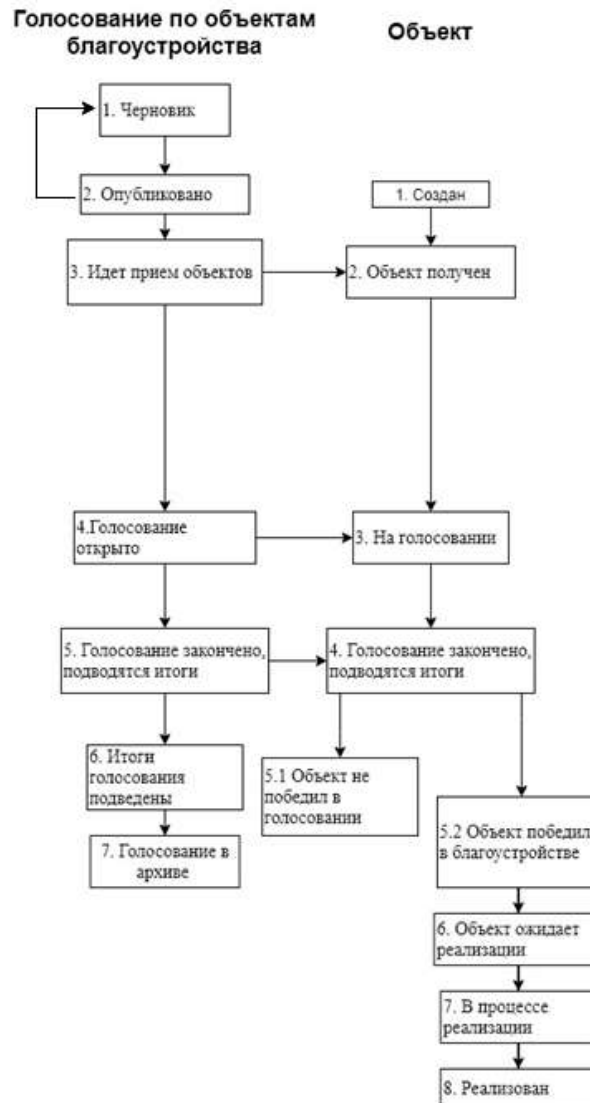 Голосование по объектам
благоустройства
Объект
1. Черновик
2. Опубликовано
1. Создан
3. Идет прием объектов
2. Объект получен
4.Голосование
открыто
3. На голосовании
5. Голосование закончено,
подводятся итоги
4. Голосование закончено,
подводятся итоги
6. Итоги
голосования
подведены
5.1 Объект не
победил в
голосовании
7. Голосование в
архиве
5.2 Объект победил
в благоустройстве
6. Объект ожидает
реализации
7. В процессе
реализации
8. Реализован